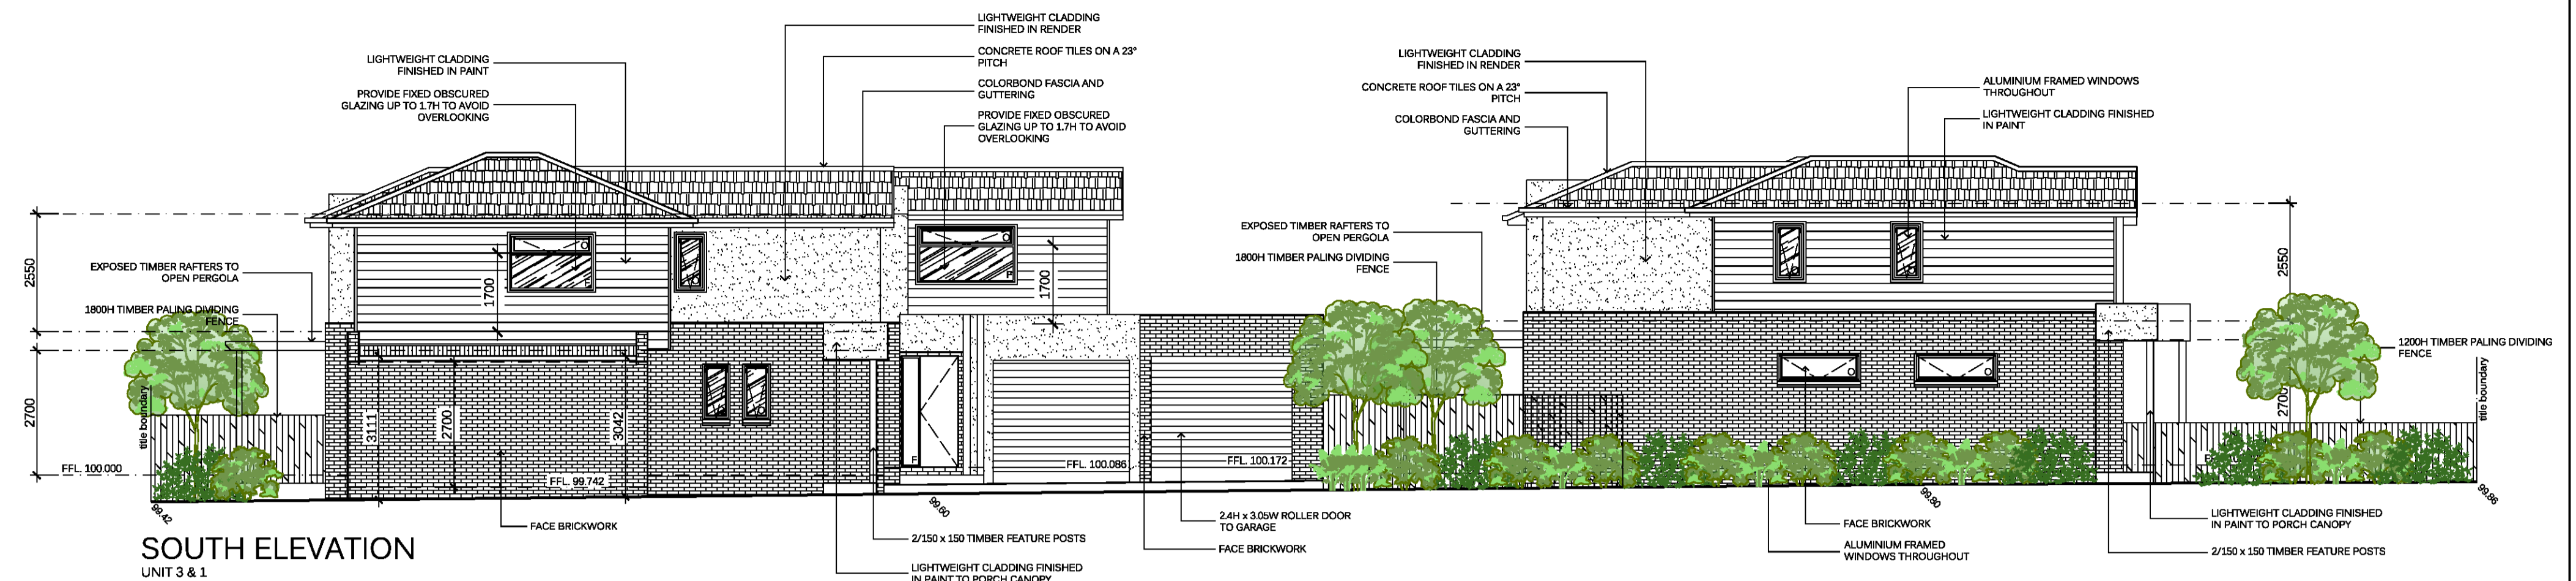 LIGHTWEIGHT CLADDING
FINISHED IN RENDER
LIGHTWEIGHT CLADDING
FINISHED IN PAINT
CONCRETE ROOF TILES ON A 23°
PITCH
PROVIDE FIXED OBSCURED
GLAZING UP TO 1.7H TO AVOID
OVERLOOKING
COLORBOND FASCIA AND
GUTTERING
PROVIDE FIXED OBSCURED
GLAZING UP TO 1.7H TO AVOID
OVERLOOKING
LIGHTWEIGHT CLADDING
FINISHED IN RENDER
CONCRETE ROOF TILES ON A 23°
PITCH
COLORBOND FASCIA AND
GUTTERING
ALUMINIUM FRAMED WINDOWS
THROUGHOUT
LIGHTWEIGHT CLADDING FINISHED
IN PAINT
EXPOSED TIMBER RAFTERS TO
OPEN PERGOLA
1800H TIMBER PALING DIVIDING
FENCE
EXPOSED TIMBER RAFTERS TO
OPEN PERGOLA
1800H TIMBER PALING DIVIDING
FENCE
2550
2700
1700
1700
2550
2700
1200H TIMBER PALING DIVIDING
FENCE
title boundary
title boundary
3111
2700
3042
F
F
F
FFL. 100.000
FFL. 99.742
FFL. 100.086
FFL. 100.172
99.42
99.60
99.80
99.86
FACE BRICKWORK
2/150 x 150 TIMBER FEATURE POSTS
LIGHTWEIGHT CLADDING FINISHED
IN PAINT TO PORCH CANOPY
2.4H x 3.05W ROLLER DOOR
TO GARAGE
FACE BRICKWORK
FACE BRICKWORK
ALUMINIUM FRAMED
WINDOWS THROUGHOUT
LIGHTWEIGHT CLADDING FINISHED
IN PAINT TO PORCH CANOPY
2/150 x 150 TIMBER FEATURE POSTS
SOUTH ELEVATION
UNIT 3 & 1